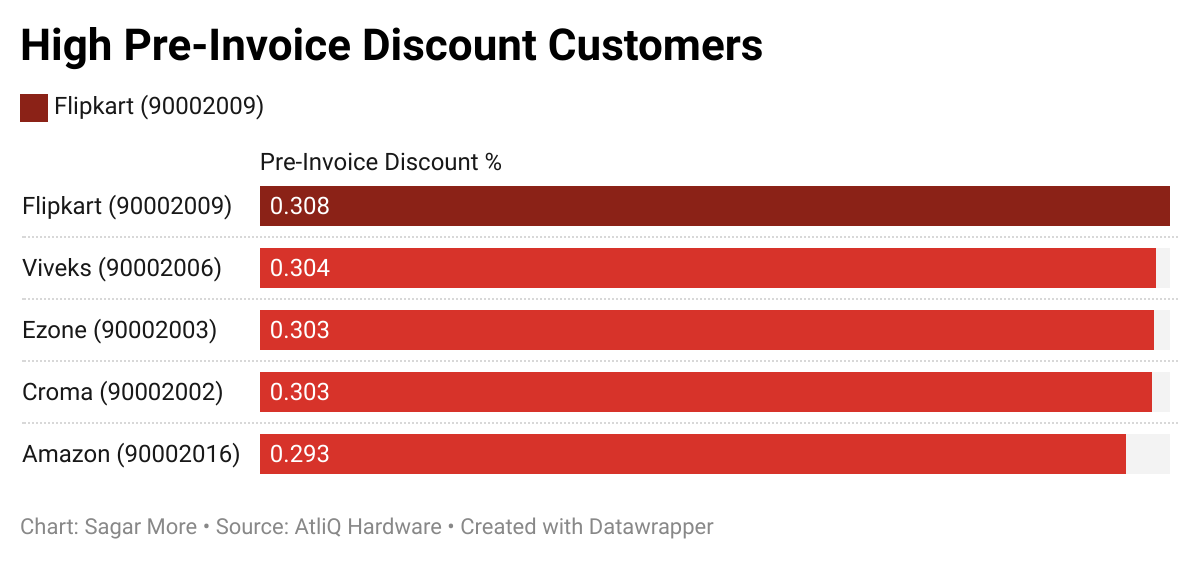 High Pre-Invoice Discount Customers
Flipkart (90002009)
Pre-Invoice Discount %
Flipkart (90002009) 0.308
Viveks (90002006) 0.304
Ezone (90002003) 0.303
Croma (90002002) 0.303
Amazon (90002016) 0.293
Chart: Sagar More • Source: AtliQ Hardware • Created with Datawrapper